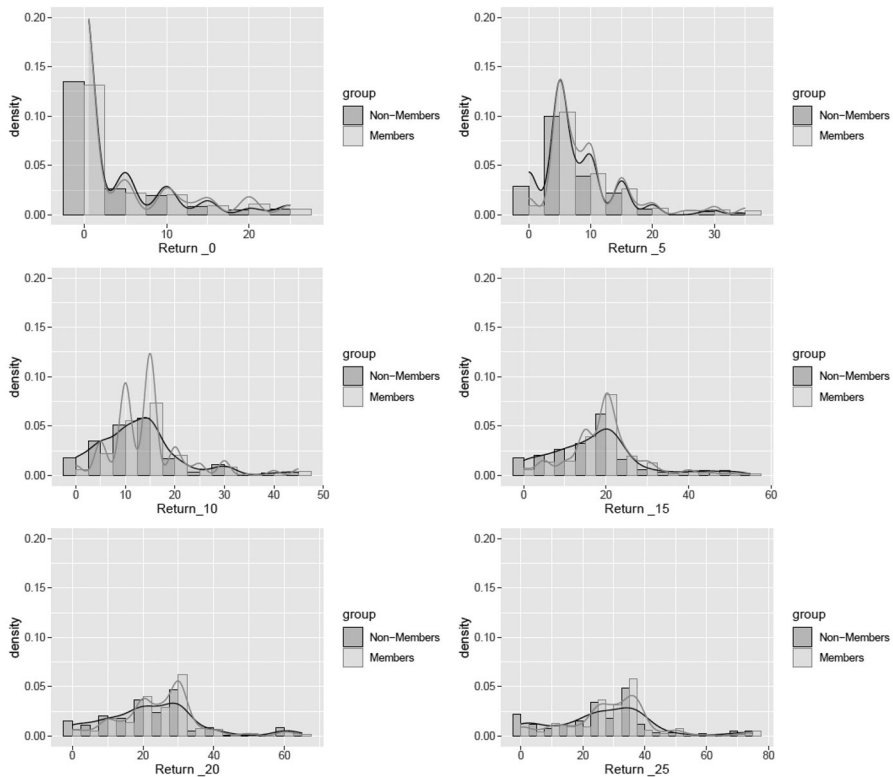 0.20
0.15
0.10
0.05
0.00
density
0 10 20
Return _0
group
Non-Members
Members
0.20
0.15
0.10
0.05
0.00
density
0 10 20 30
Return _5
group
Non-Members
Members
0.20
0.15
0.10
0.05
0.00
density
0 10 20 30 40 50
Return_10
group
Non-Members
Members
0.20
0.15
0.10
0.05
0.00
density
0 20 40 60
Return _15
group
Non-Members
Members
0.20
0.15
0.10
0.05
0.00
density
0 20 40 60
Return _20
group
Non-Members
Members
0.20
0.15
0.10
0.05
0.00
density
0 20 40 60 80
Return _25
group
Non-Members
Members